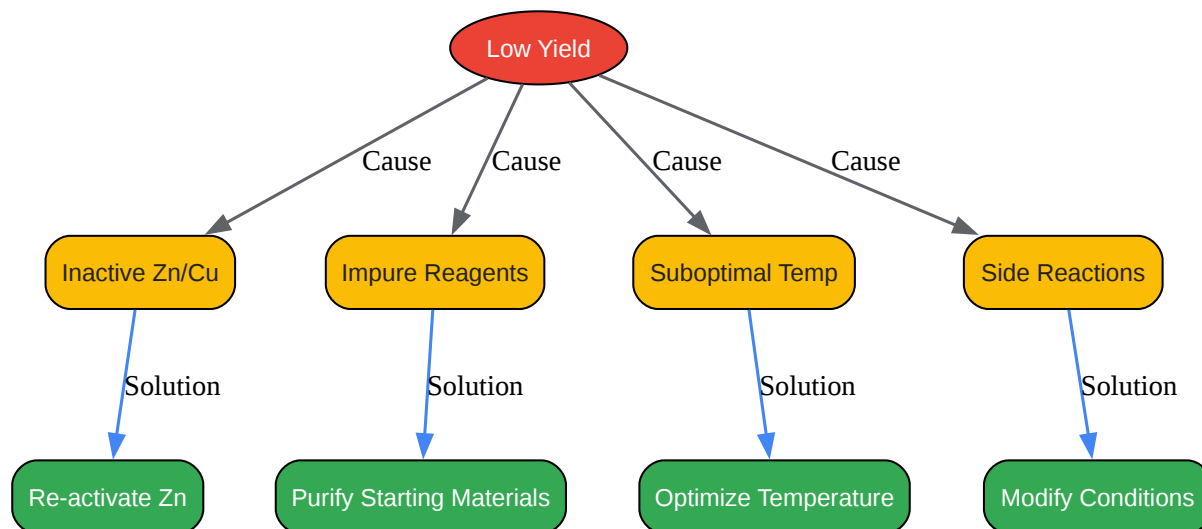 Low Yield
Cause
Cause
Cause
Cause
Inactive Zn/Cu
Impure Reagents
Suboptimal Temp
Side Reactions
Solution
Solution
Solution
Solution
Re-activate Zn
Purify Starting Materials
Optimize Temperature
Modify Conditions